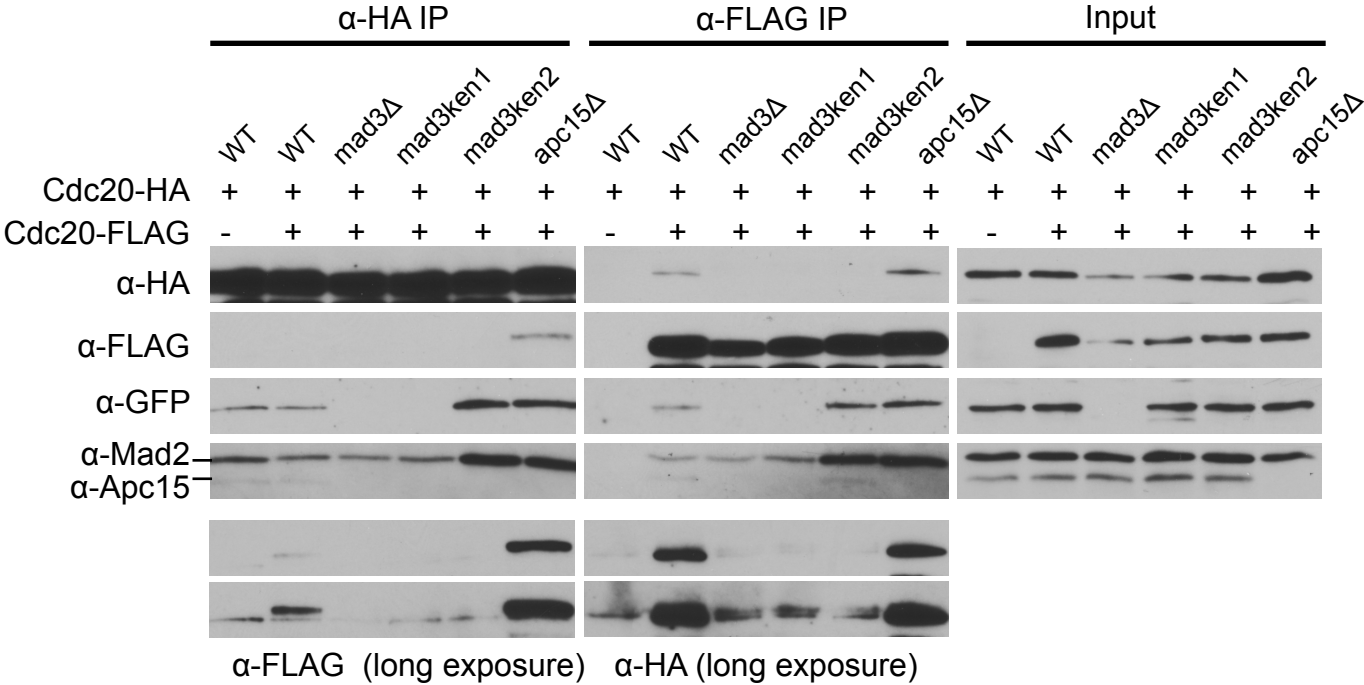 α-HA IP α-FLAG IP Input
WT WT mad3Δ mad3ken1 mad3ken2 apc15Δ WT WT mad3Δ mad3ken1 mad3ken2 apc15Δ WT WT mad3Δ mad3ken1 mad3ken2 apc15Δ
Cdc20-HA + + + + + + + + + + + + + + + + + +
Cdc20-FLAG - + + + + + - + + + + + - + + + + +
α-HA
α-FLAG
α-GFP
α-Mad2
α-Apc15
α-FLAG (long exposure) α-HA (long exposure)